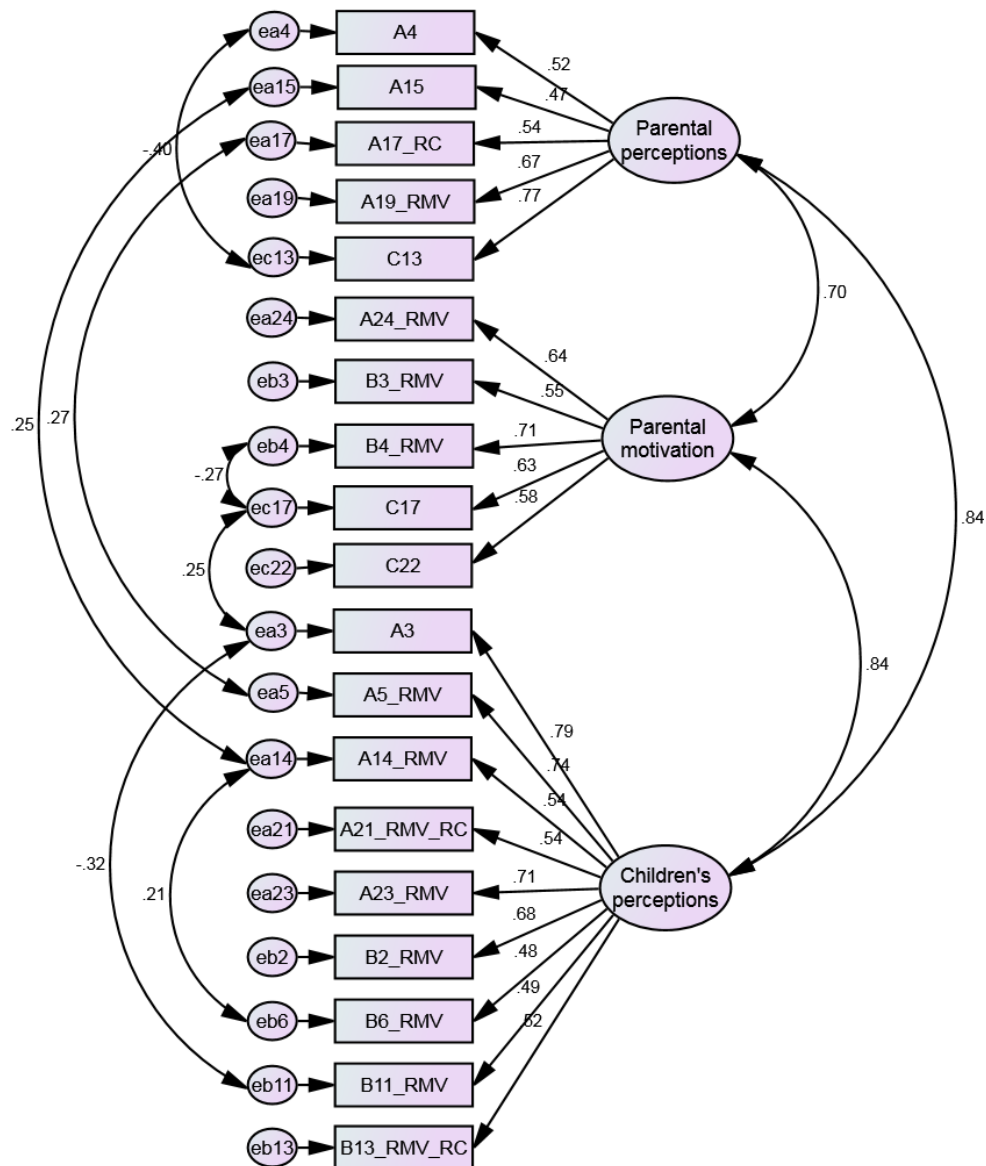 ea4
A4
.52
ea15
A15
.47
Parental
perceptions
ea17
A17_RC
.54
-.40
.67
ea19
A19_RMV
.77
ec13
C13
.70
ea24
A24_RMV
.64
eb3
B3_RMV
.55
.25
.27
Parental
motivation
eb4
B4_RMV
.71
-.27
.63
ec17
C17
.58
.84
ec22
C22
.25
ea3
A3
.84
ea5
A5_RMV
.79
ea14
A14_RMV
.74
.54
ea21
A21_RMV_RC
.54
-.32
.71
Children's
perceptions
ea23
A23_RMV
.21
.68
eb2
B2_RMV
.48
.49
eb6
B6_RMV
.52
eb11
B11_RMV
eb13
B13_RMV_RC